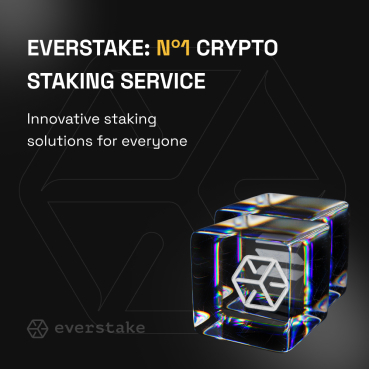 EVERSTAKE: Nº1 CRYPTO
STAKING SERVICE
Innovative staking
solutions for everyone
everstake